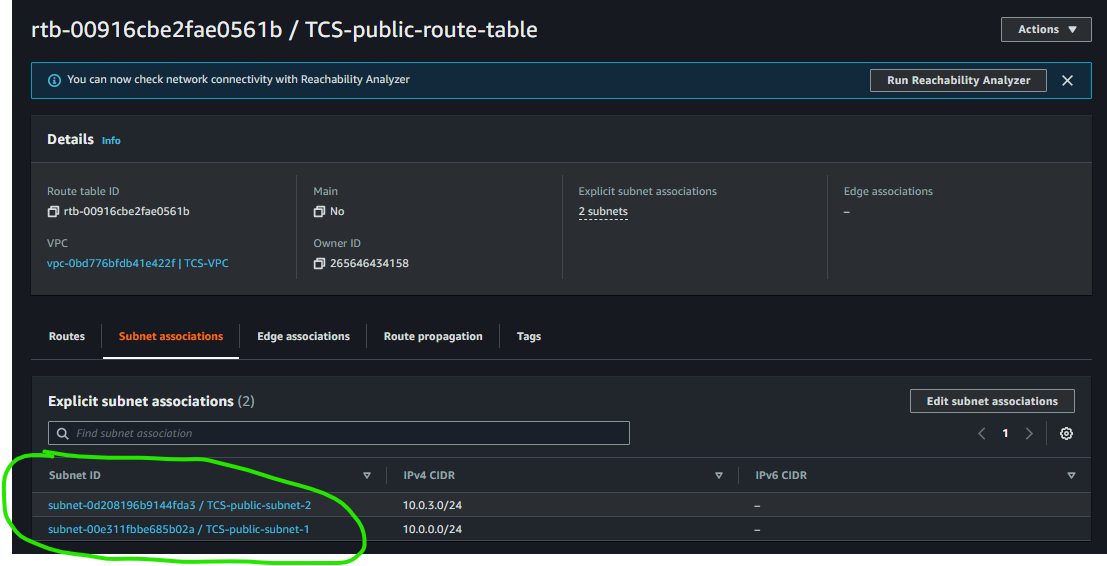 rtb-00916cbe2fae0561b / TCS-public-route-table
Actions
You can now check network connectivity with Reachability Analyzer
Run Reachability Analyzer
Details Info
Route table ID
rtb-00916cbe2fae0561b
Main
No
Explicit subnet associations
2 subnets
Edge associations
–
VPC
vpc-0bd776bfdb41e422f | TCS-VPC
Owner ID
265646434158
Routes
Subnet associations
Edge associations
Route propagation
Tags
Explicit subnet associations (2)
Edit subnet associations
Find subnet association
1
Subnet ID IPv4 CIDR IPv6 CIDR
subnet-0d208196b9144fda3 / TCS-public-subnet-2 10.0.3.0/24 –
subnet-00e311fbbe685b02a / TCS-public-subnet-1 10.0.0.0/24 –